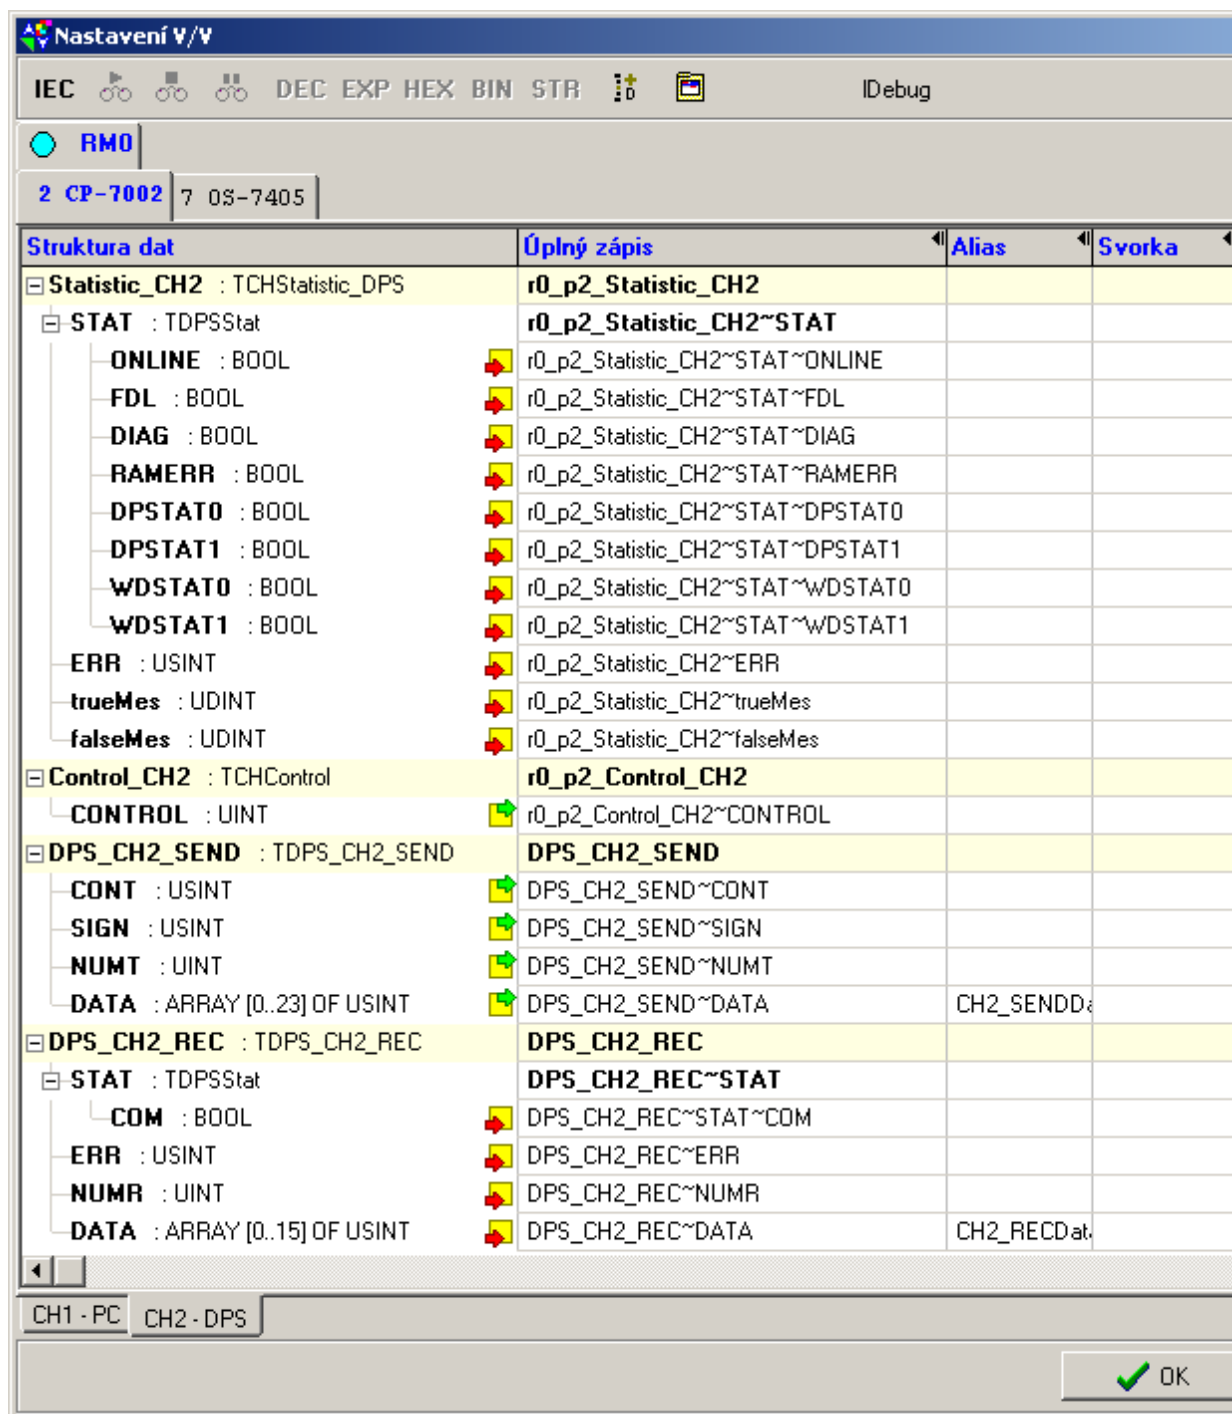 Nastavení V/V
IEC DEC EXP HEX BIN STR IDebug
RM0
2 CP-7002 7 OS-7405
Struktura dat Úplný zápis Alias Svorka
Statistic_CH2 : TCHStatistic_DPS r0_p2_Statistic_CH2
STAT : TDPSStat r0_p2_Statistic_CH2~STAT
ONLINE : BOOL r0_p2_Statistic_CH2~STAT~ONLINE
FDL : BOOL r0_p2_Statistic_CH2~STAT~FDL
DIAG : BOOL r0_p2_Statistic_CH2~STAT~DIAG
RAMERR : BOOL r0_p2_Statistic_CH2~STAT~RAMERR
DPSTAT0 : BOOL r0_p2_Statistic_CH2~STAT~DPSTAT0
DPSTAT1 : BOOL r0_p2_Statistic_CH2~STAT~DPSTAT1
WDSTAT0 : BOOL r0_p2_Statistic_CH2~STAT~WDSTAT0
WDSTAT1 : BOOL r0_p2_Statistic_CH2~STAT~WDSTAT1
ERR : USINT r0_p2_Statistic_CH2~ERR
trueMes : UDINT r0_p2_Statistic_CH2~trueMes
falseMes : UDINT r0_p2_Statistic_CH2~falseMes
Control_CH2 : TCHControl r0_p2_Control_CH2
CONTROL : UINT r0_p2_Control_CH2~CONTROL
DPS_CH2_SEND : TDPS_CH2_SEND DPS_CH2_SEND
CONT : USINT DPS_CH2_SEND~CONT
SIGN : USINT DPS_CH2_SEND~SIGN
NUMT : UINT DPS_CH2_SEND~NUMT
DATA : ARRAY [0..23] OF USINT DPS_CH2_SEND~DATA CH2_SENDDa
DPS_CH2_REC : TDPS_CH2_REC DPS_CH2_REC
STAT : TDPSStat DPS_CH2_REC~STAT
COM : BOOL DPS_CH2_REC~STAT~COM
ERR : USINT DPS_CH2_REC~ERR
NUMR : UINT DPS_CH2_REC~NUMR
DATA : ARRAY [0..15] OF USINT DPS_CH2_REC~DATA CH2_RECData
CH1 - PC CH2 - DPS
OK